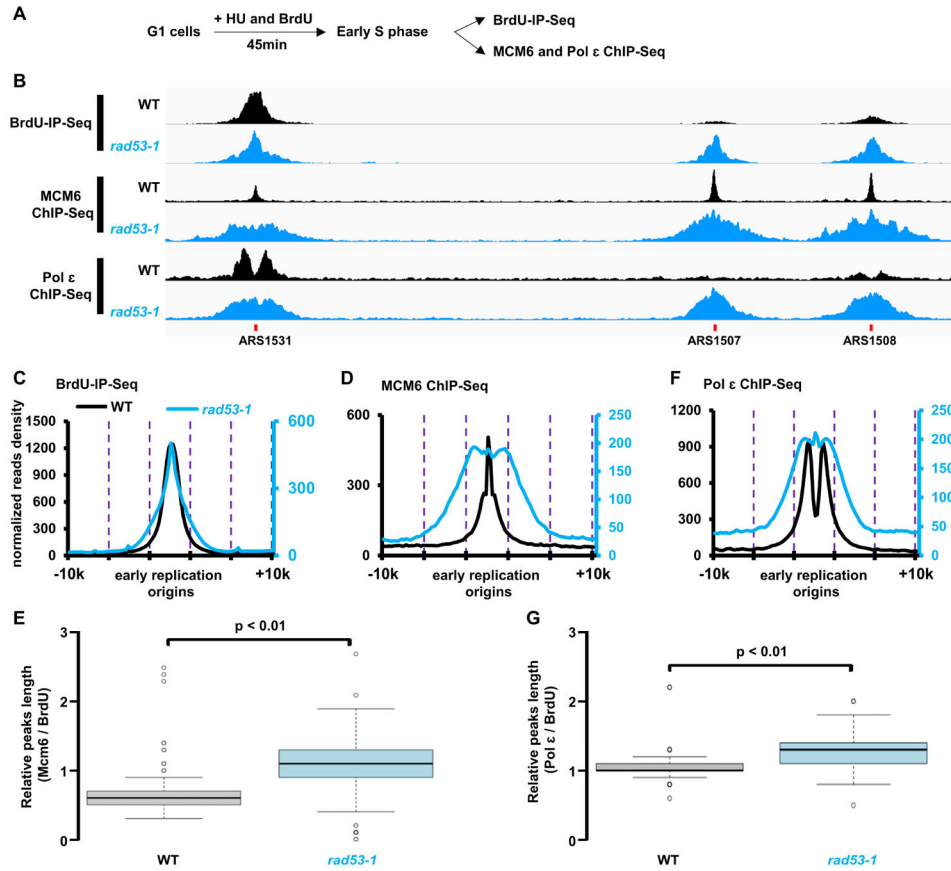 A
G1 cells
+ HU and BrdU
45min
Early S phase
BrdU-IP-Seq
MCM6 and Pol ε ChIP-Seq
B
BrdU-IP-Seq
WT
rad53-1
MCM6
ChIP-Seq
WT
rad53-1
Pol ε
ChIP-Seq
WT
rad53-1
ARS1531
ARS1507
ARS1508
C
BrdU-IP-Seq
WT
rad53-1
normalized reads density
1500
1200
900
600
300
0
600
300
0
-10k
early replication
origins
+10k
D
MCM6 ChIP-Seq
600
300
0
250
200
150
100
50
0
-10k
early replication
origins
+10k
F
Pol ε ChIP-Seq
1200
900
600
300
0
250
200
150
100
50
0
-10k
early replication
origins
+10k
E
Relative peaks length
(Mcm6 / BrdU)
3
2
1
0
p < 0.01
WT
rad53-1
G
Relative peaks length
(Pol ε / BrdU)
3
2
1
0
p < 0.01
WT
rad53-1